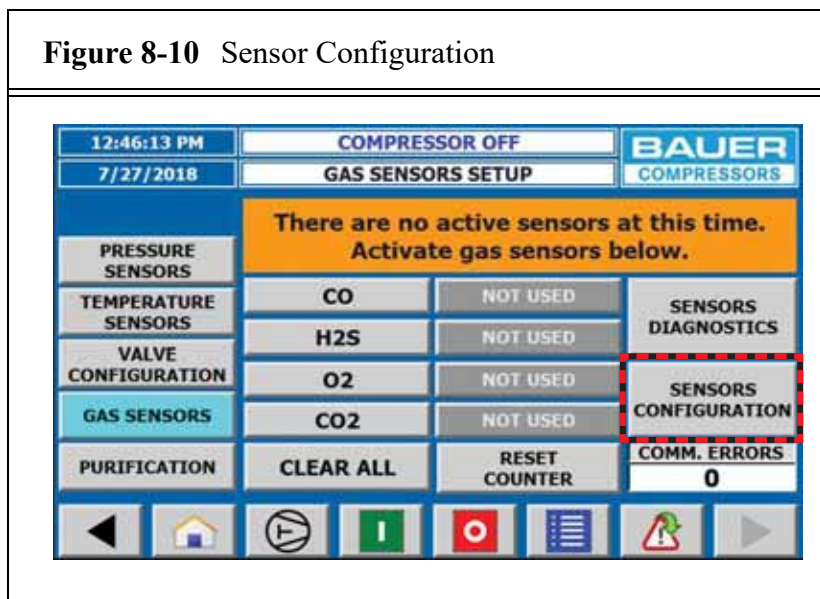 Figure 8-10 Sensor Configuration
12:46:13 PM
COMPRESSOR OFF
BAUER
7/27/2018
GAS SENSORS SETUP
COMPRESSORS
There are no active sensors at this time.
Activate gas sensors below.
PRESSURE
SENSORS
TEMPERATURE
SENSORS
VALVE
CONFIGURATION
GAS SENSORS
PURIFICATION
CO
NOT USED
H2S
NOT USED
O2
NOT USED
CO2
NOT USED
CLEAR ALL
RESET
COUNTER
SENSORS
DIAGNOSTICS
SENSORS
CONFIGURATION
COMM. ERRORS
0
I
O